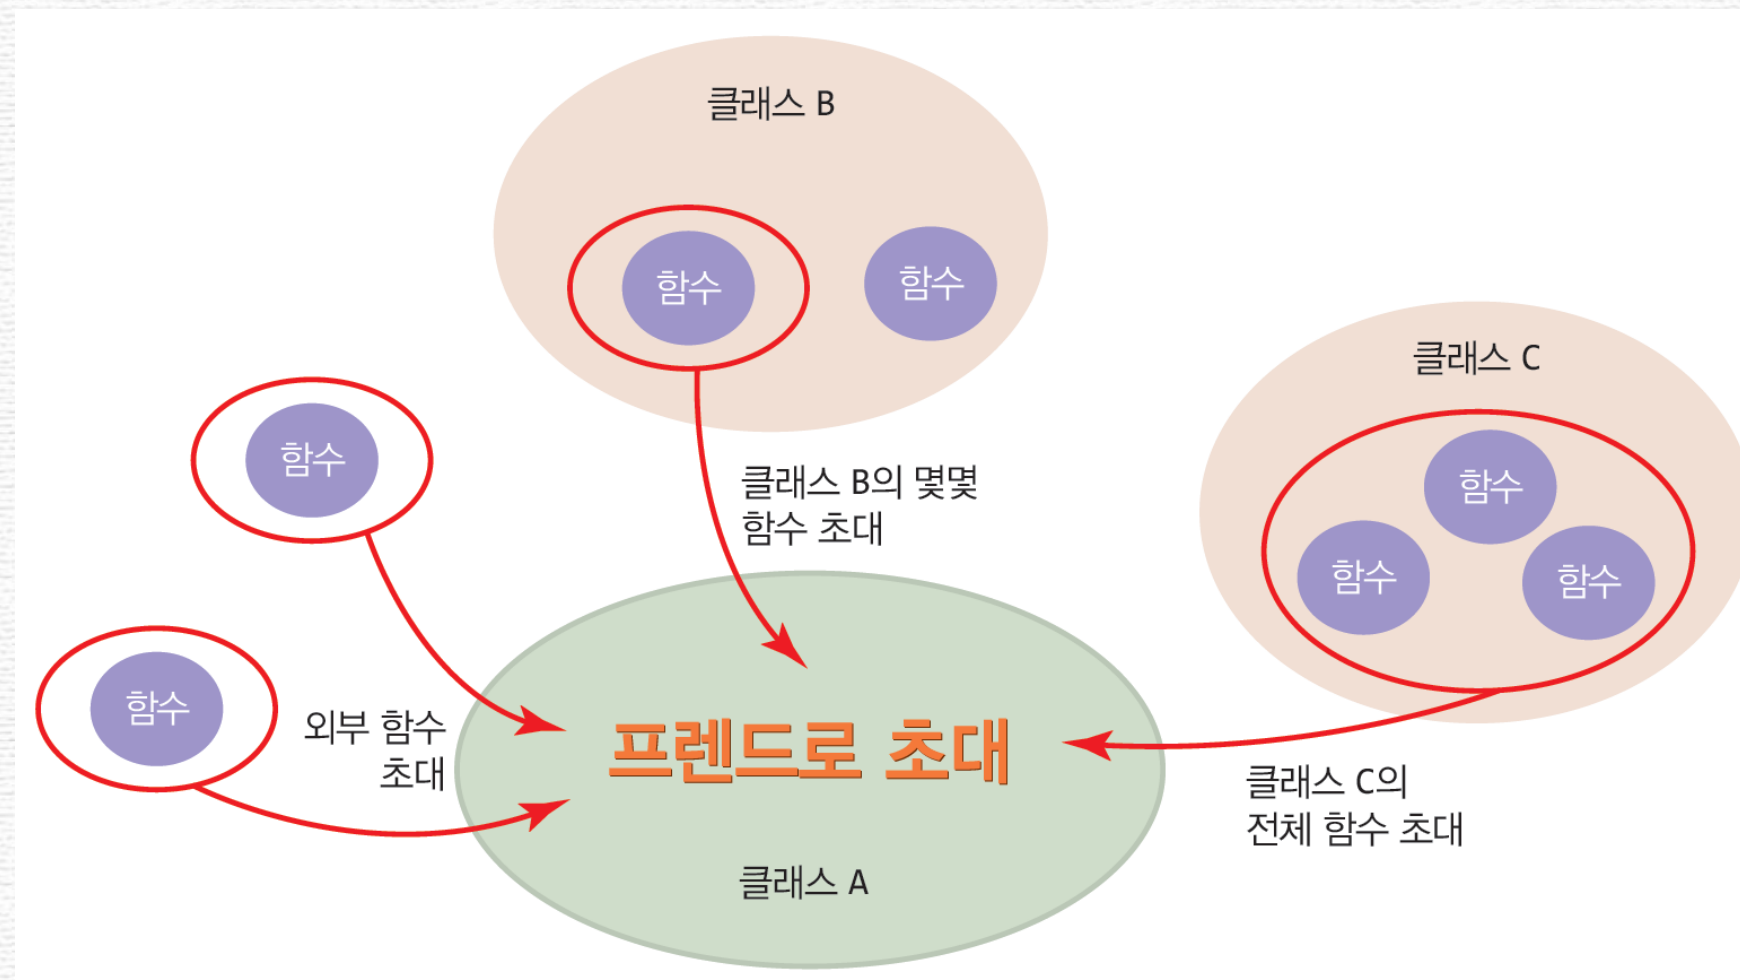 클래스 B
함수
함수
클래스 C
함수
함수
함수
함수
클래스 B의 몇몇
함수 초대
함수
외부 함수
초대
프렌드로 초대
클래스 C의
전체 함수 초대
클래스 A